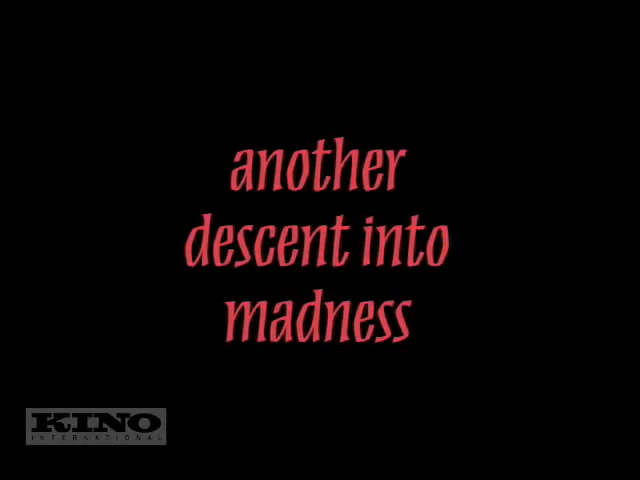 another
descent into
madness
KINO
INTERNATIONAL